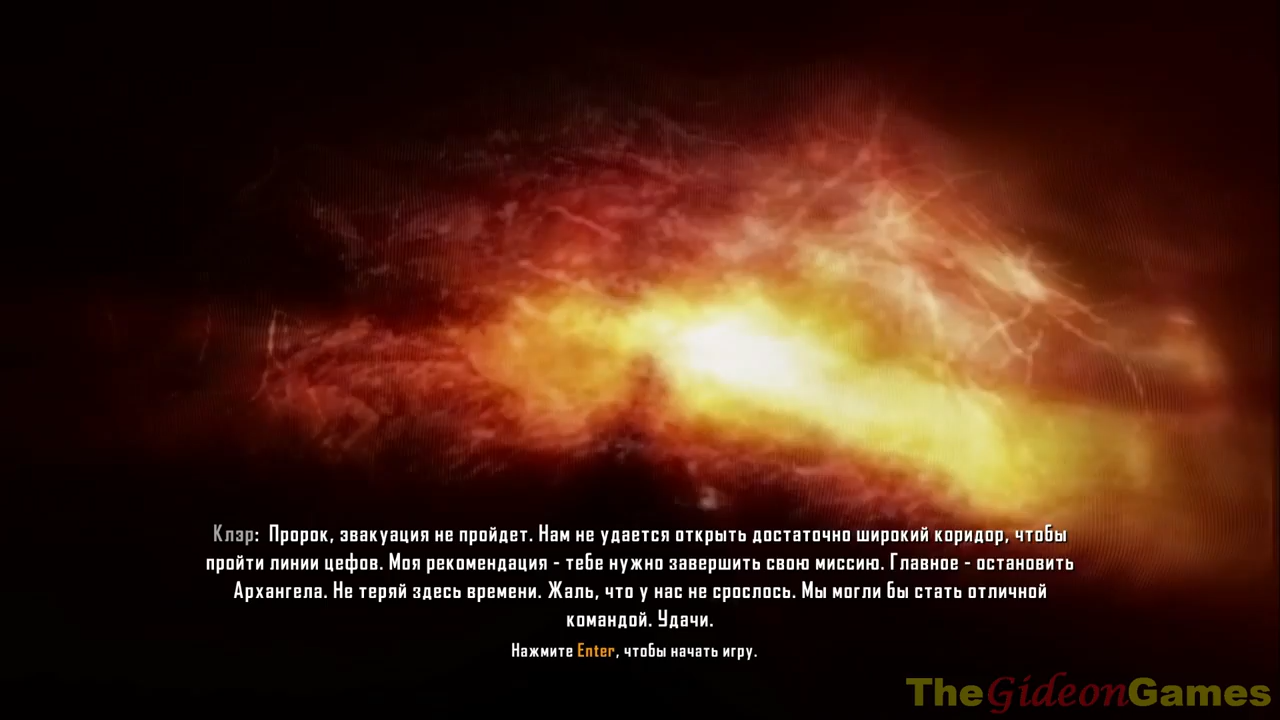 Клэр: Пророк, эвакуация не пройдет. Нам не удается открыть достаточно широкий коридор, чтобы
пройти линии цефов. Моя рекомендация - тебе нужно завершить свою миссию. Главное - остановить
Архангела. Не теряй здесь времени. Жаль, что у нас не срослось. Мы могли бы стать отличной
командой. Удачи.
Нажмите Enter, чтобы начать игру.
TheGideonGames